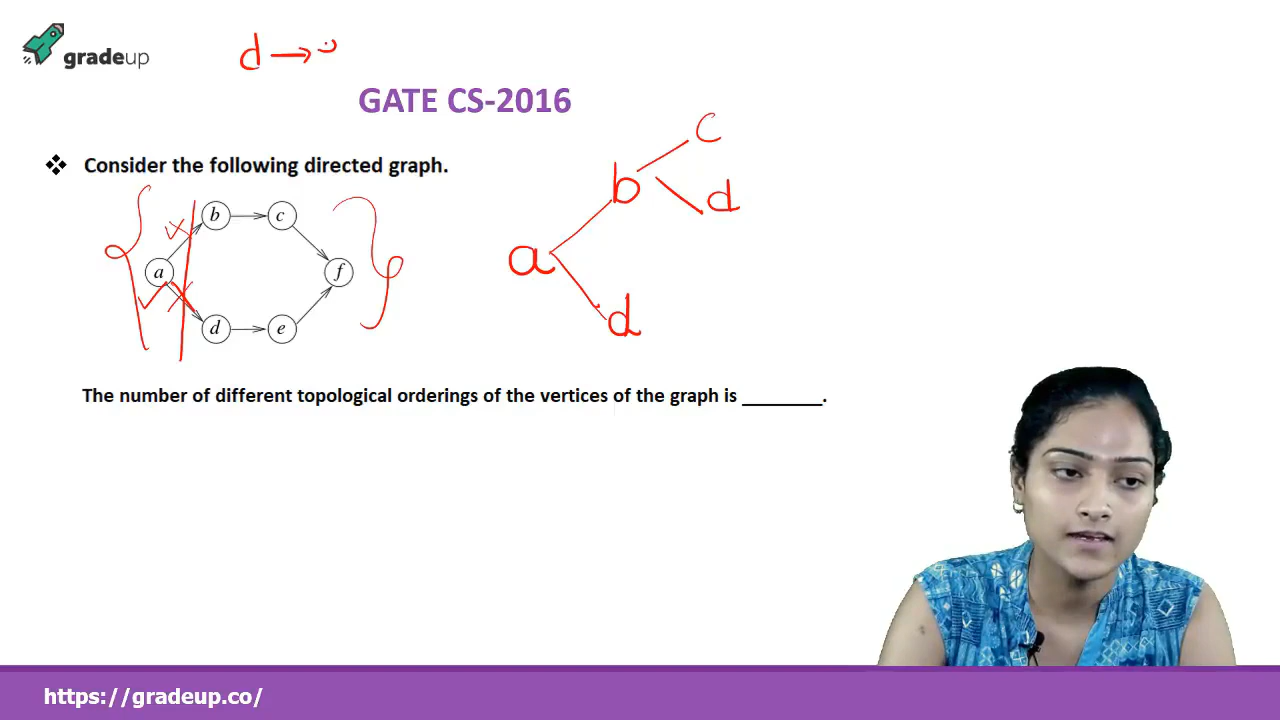 gradeup
d →
GATE CS-2016
Consider the following directed graph.
b c
a f
d e
c
b d
a
d
The number of different topological orderings of the vertices of the graph is ________.
https://gradeup.co/